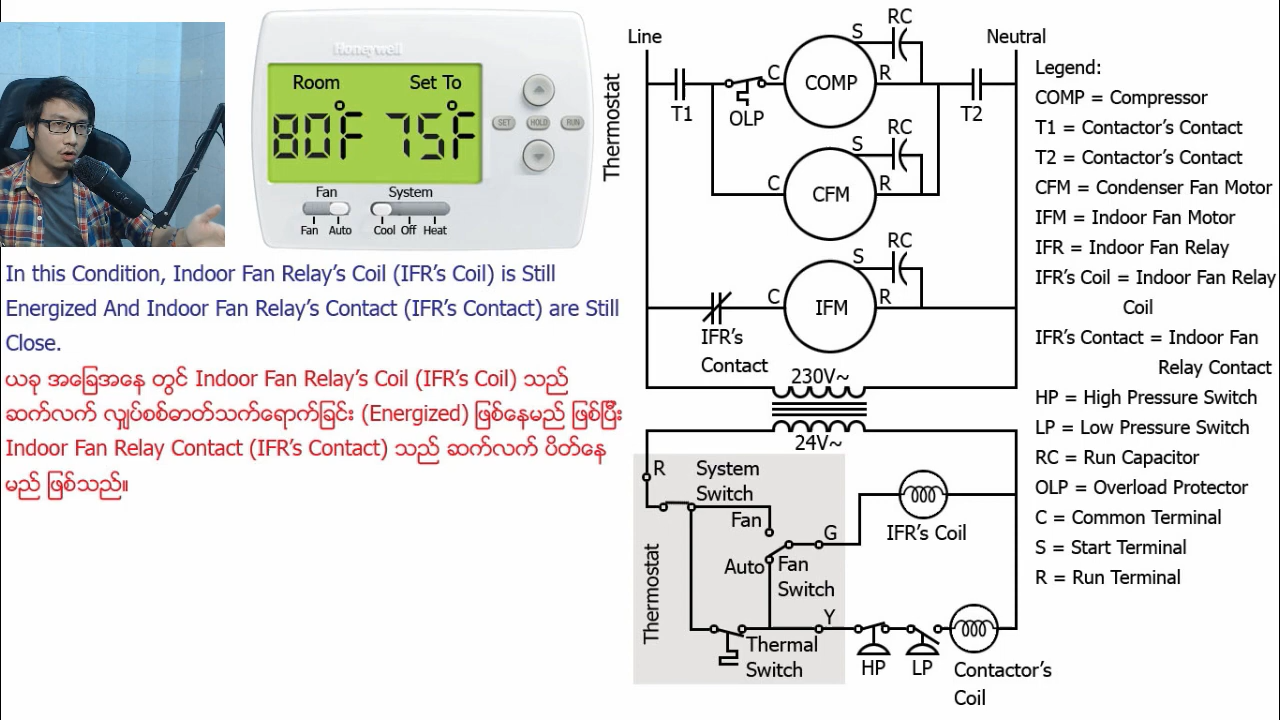 Honeywell
Room Set To
80°F 75°F
SET HOLD RUN
Fan System
Fan Auto Cool Off Heat
Thermostat
In this Condition, Indoor Fan Relay's Coil (IFR's Coil) is Still
Energized And Indoor Fan Relay's Contact (IFR's Contact) are Still
Close.
ယခု အခြေအနေ တွင် Indoor Fan Relay's Coil (IFR's Coil) သည်
ဆက်လက် လျှပ်စစ်ဓာတ်သက်ရောက်ခြင်း (Energized) ဖြစ်နေမည် ဖြစ်ပြီး
Indoor Fan Relay Contact (IFR's Contact) သည် ဆက်လက် ပိတ်နေ
မည် ဖြစ်သည်။
Line Neutral
RC
S
C COMP R
T1 OLP T2
RC
S
C CFM R
RC
S
C IFM R
IFR's
Contact
230V~
24V~
R System
Switch
Fan
G
IFR's Coil
Auto Fan
Switch
Thermostat
Y
Thermal
Switch
HP LP Contactor's
Coil
Legend:
COMP = Compressor
T1 = Contactor's Contact
T2 = Contactor's Contact
CFM = Condenser Fan Motor
IFM = Indoor Fan Motor
IFR = Indoor Fan Relay
IFR's Coil = Indoor Fan Relay
Coil
IFR's Contact = Indoor Fan
Relay Contact
HP = High Pressure Switch
LP = Low Pressure Switch
RC = Run Capacitor
OLP = Overload Protector
C = Common Terminal
S = Start Terminal
R = Run Terminal